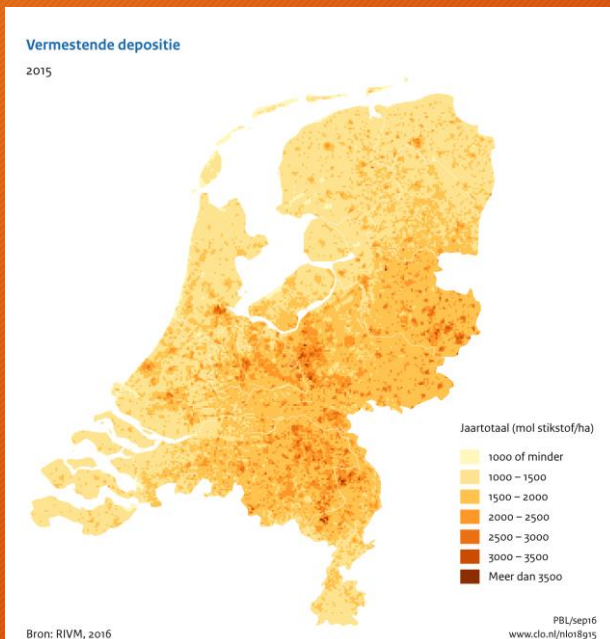 Vermestende depositie
2015
Jaartotaal (mol stikstof/ha)
1000 of minder
1000 – 1500
1500 – 2000
2000 – 2500
2500 – 3000
3000 – 3500
Meer dan 3500
Bron: RIVM, 2016
PBL/sep16
www.clo.nl/nl018915